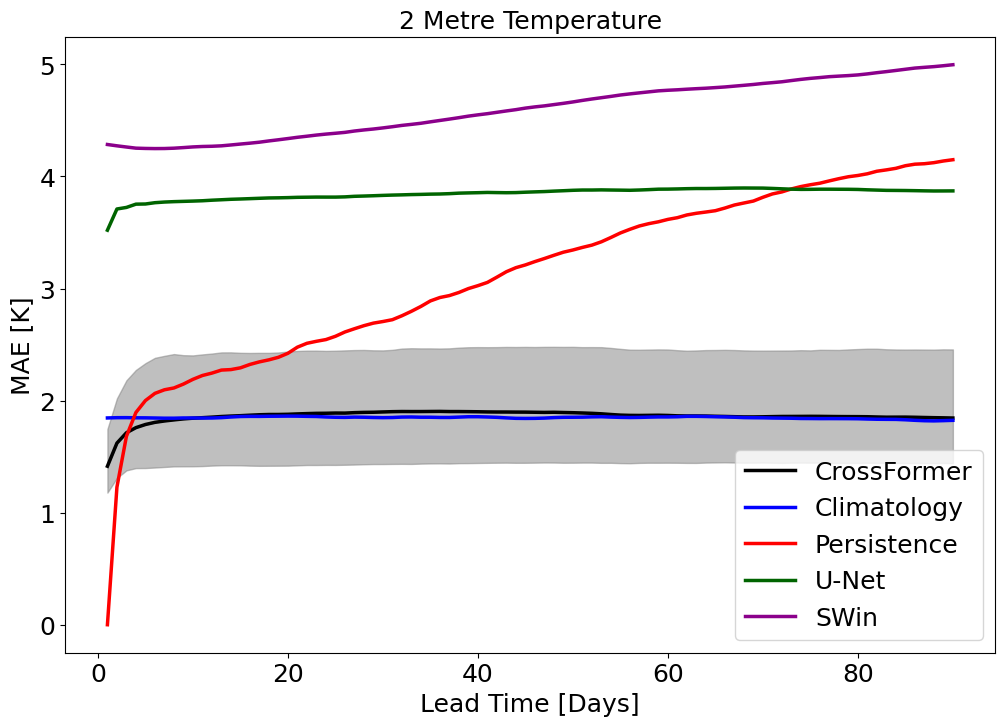 2 Metre Temperature
MAE [K]
5
4
3
2
1
0
0 20 40 60 80
Lead Time [Days]
CrossFormer
Climatology
Persistence
U-Net
SWin